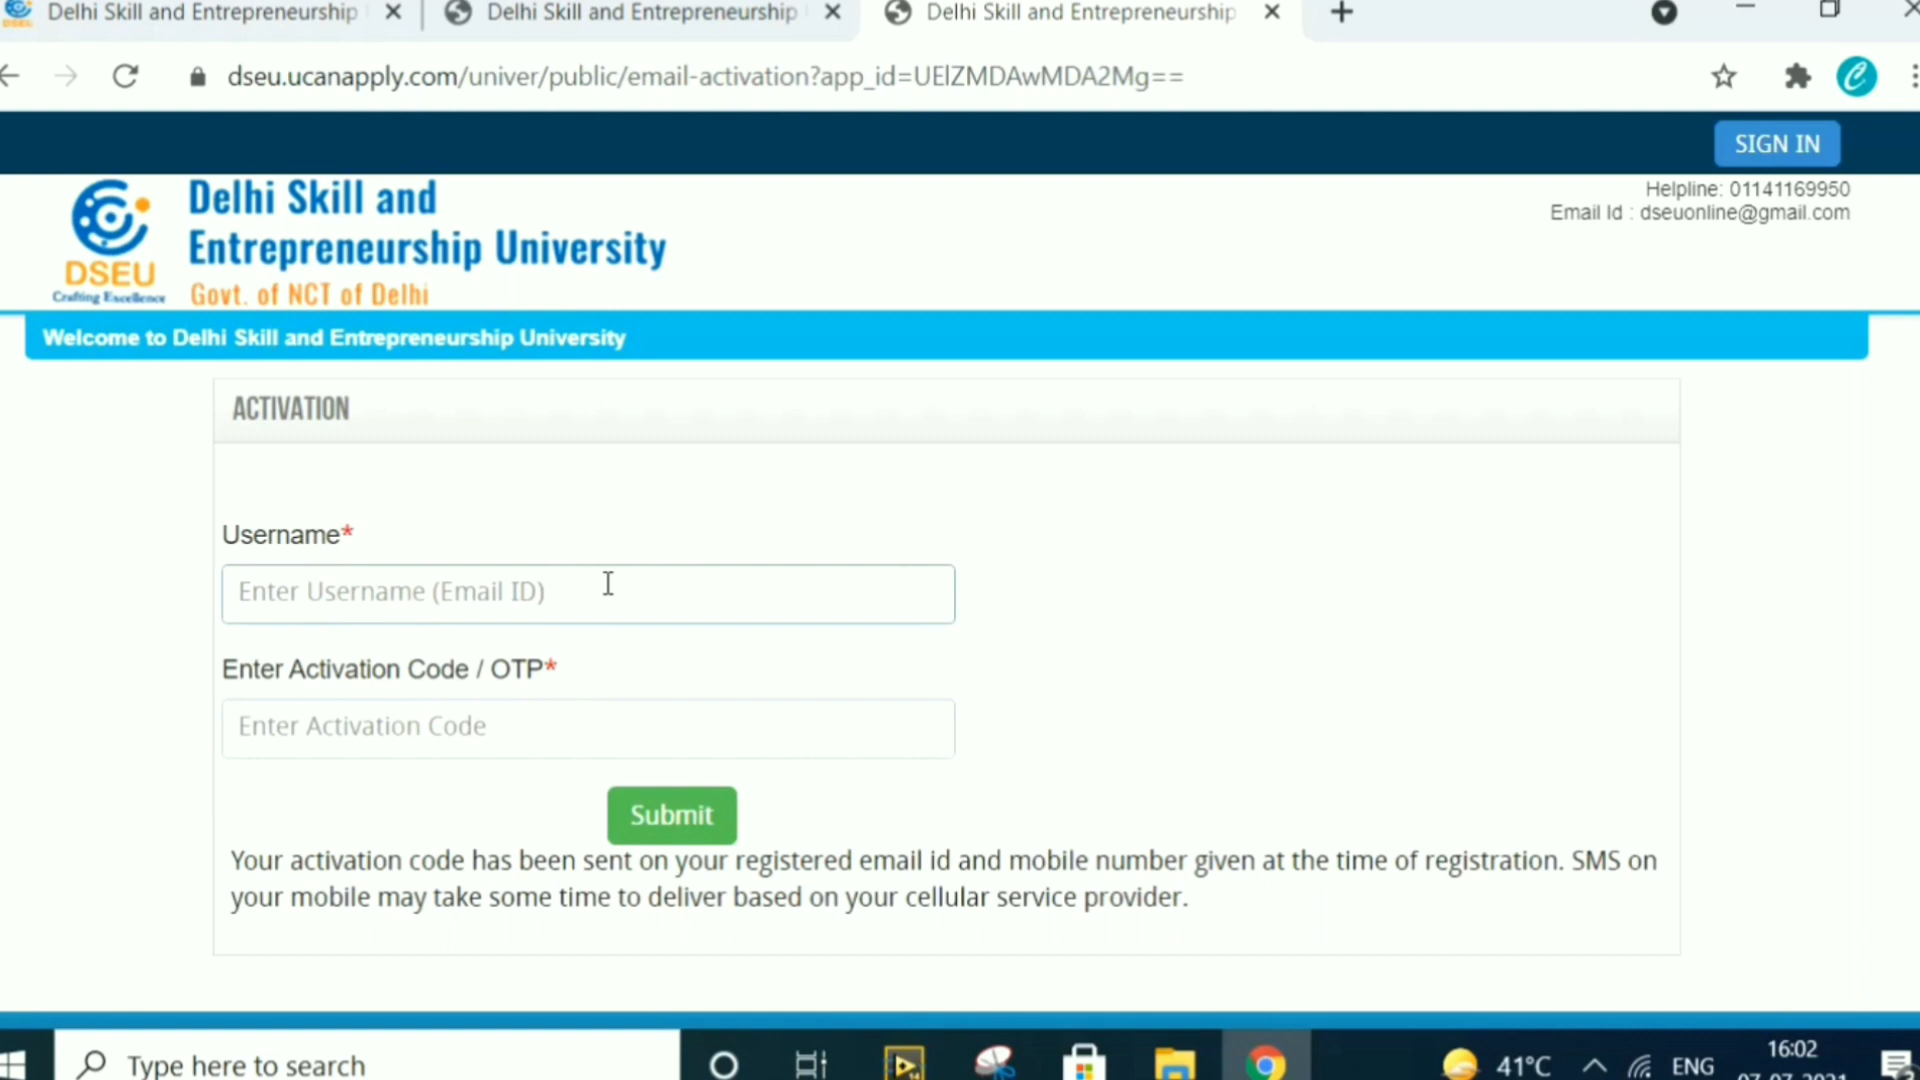 Delhi Skill and Entrepreneurship
Delhi Skill and Entrepreneurship
Delhi Skill and Entrepreneurship
dseu.ucanapply.com/univer/public/email-activation?app_id=UElZMDAwMDA2Mg==
SIGN IN
Helpline: 01141169950
Email Id : dseuonline@gmail.com
DSEU
Crafting Excellence
Delhi Skill and
Entrepreneurship University
Govt. of NCT of Delhi
Welcome to Delhi Skill and Entrepreneurship University
ACTIVATION
Username*
Enter Username (Email ID)
Enter Activation Code / OTP*
Enter Activation Code
Submit
Your activation code has been sent on your registered email id and mobile number given at the time of registration. SMS on
your mobile may take some time to deliver based on your cellular service provider.
Type here to search
41°C
ENG
16:02
07-07-2021